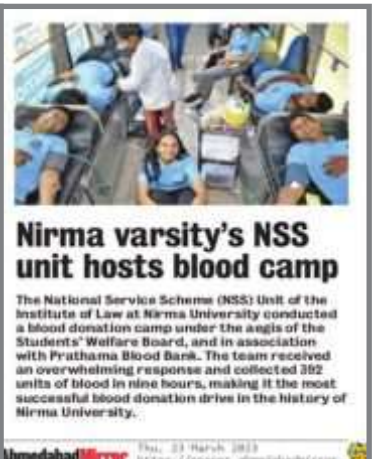 Nirma varsity's NSS
unit hosts blood camp
The National Service Scheme (NSS) Unit of the
Institute of Law at Nirma University conducted
a blood donation camp under the aegis of the
Students' Welfare Board, and in association
with Prathama Blood Bank. The team received
an overwhelming response and collected 392
units of blood in nine hours, making it the most
successful blood donation drive in the history of
Nirma University.
AhmedabadMirror Thu, 23 March 2023